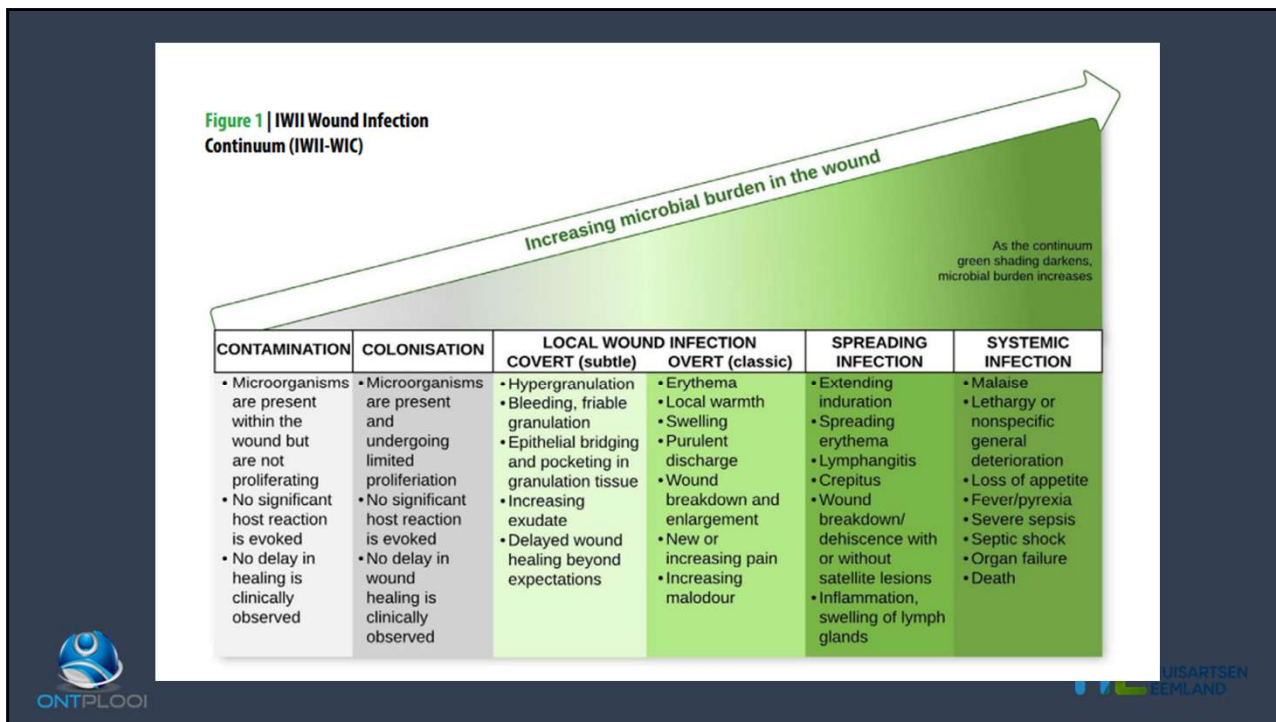 Figure 1 | IWII Wound Infection
Continuum (IWII-WIC)
Increasing microbial burden in the wound
As the continuum
green shading darkens,
microbial burden increases
CONTAMINATION
• Microorganisms
are present
within the
wound but
are not
proliferating
• No significant
host reaction
is evoked
• No delay in
healing is
clinically
observed
COLONISATION
• Microorganisms
are present
and
undergoing
limited
proliferiation
• No significant
host reaction
is evoked
• No delay in
wound
healing is
clinically
observed
LOCAL WOUND INFECTION
COVERT (subtle)
• Hypergranulation
• Bleeding, friable
granulation
• Epithelial bridging
and pocketing in
granulation tissue
• Increasing
exudate
• Delayed wound
healing beyond
expectations
OVERT (classic)
• Erythema
• Local warmth
• Swelling
• Purulent
discharge
• Wound
breakdown and
enlargement
• New or
increasing pain
• Increasing
malodour
SPREADING
INFECTION
• Extending
induration
• Spreading
erythema
• Lymphangitis
• Crepitus
• Wound
breakdown/
dehiscence with
or without
satellite lesions
• Inflammation,
swelling of lymph
glands
SYSTEMIC
INFECTION
• Malaise
• Lethargy or
nonspecific
general
deterioration
• Loss of appetite
• Fever/pyrexia
• Severe sepsis
• Septic shock
• Organ failure
• Death
ONTPLOOI
UISARTSEN
EEMLAND